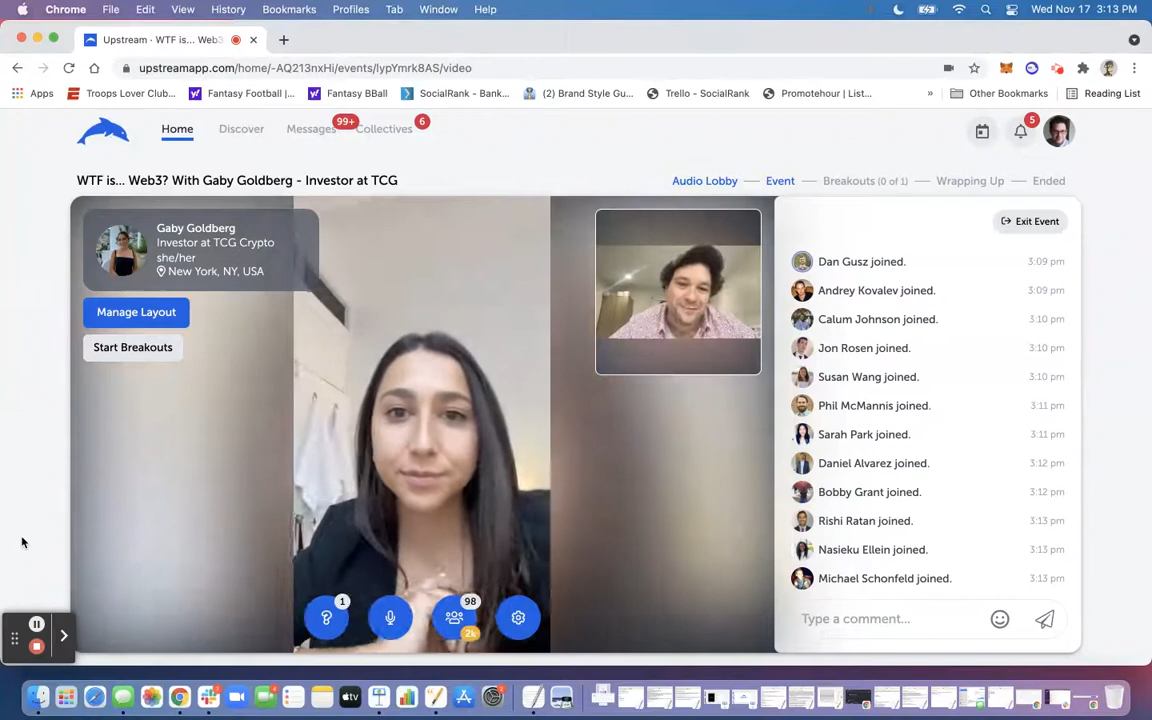 Chrome File Edit View History Bookmarks Profiles Tab Window Help Wed Nov 17 3:13 PM
Upstream · WTF is... Web3
upstreamapp.com/home/-AQ213nxHi/events/IypYmrk8AS/video
Apps Troops Lover Club... Fantasy Football |... Fantasy BBall SocialRank - Bank... (2) Brand Style Gu... Trello - SocialRank Promotehour | List... » Other Bookmarks Reading List
Home Discover Messages 99+ Collectives 6 5
WTF is... Web3? With Gaby Goldberg - Investor at TCG
Audio Lobby Event Breakouts (0 of 1) Wrapping Up Ended
Gaby Goldberg
Investor at TCG Crypto
she/her
New York, NY, USA
Manage Layout
Start Breakouts
1
98
2k
Exit Event
Dan Gusz joined. 3:09 pm
Andrey Kovalev joined. 3:09 pm
Calum Johnson joined. 3:10 pm
Jon Rosen joined. 3:10 pm
Susan Wang joined. 3:10 pm
Phil McMannis joined. 3:11 pm
Sarah Park joined. 3:11 pm
Daniel Alvarez joined. 3:12 pm
Bobby Grant joined. 3:12 pm
Rishi Ratan joined. 3:13 pm
Nasieku Ellein joined. 3:13 pm
Michael Schonfeld joined. 3:13 pm
Type a comment...